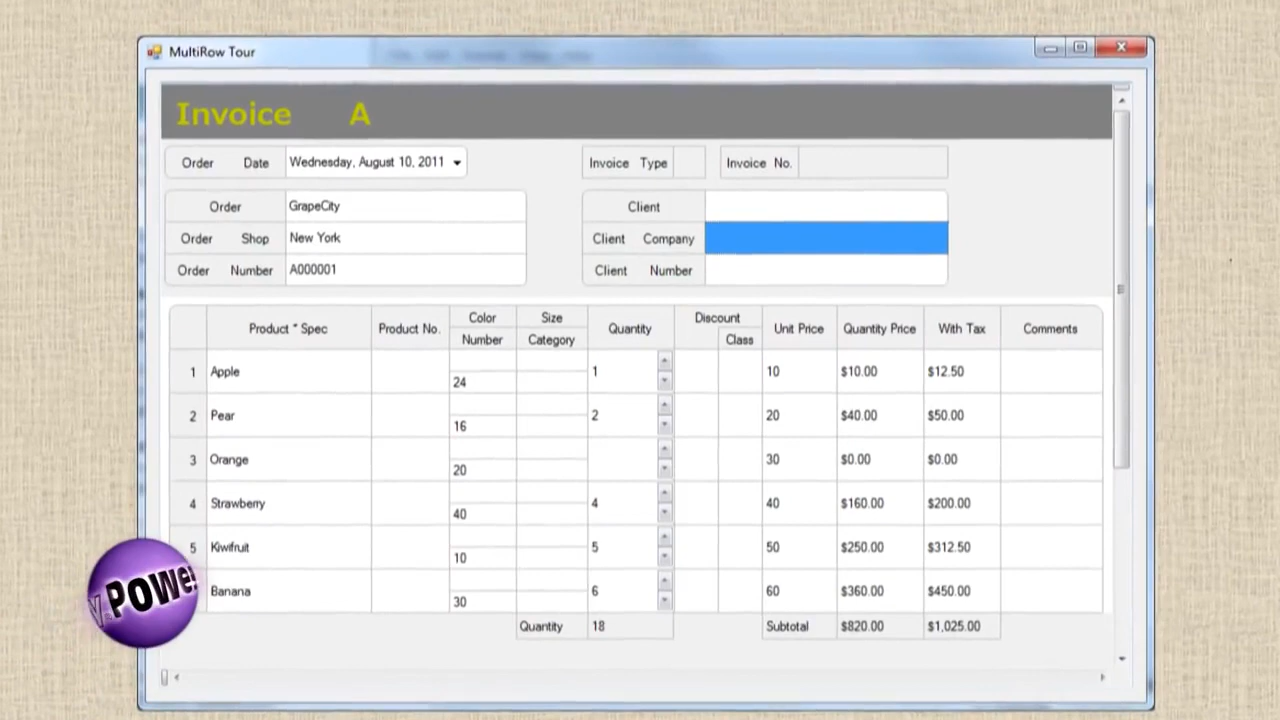 MultiRow Tour
Invoice A
Order Date Wednesday, August 10, 2011 Invoice Type Invoice No.
Order GrapeCity Client
Order Shop New York Client Company
Order Number A000001 Client Number
Product * Spec Product No. Color Number Size Category Quantity Discount Class Unit Price Quantity Price With Tax Comments
1 Apple 24 1 10 $10.00 $12.50
2 Pear 16 2 20 $40.00 $50.00
3 Orange 20 30 $0.00 $0.00
4 Strawberry 40 4 40 $160.00 $200.00
5 Kiwifruit 10 5 50 $250.00 $312.50
Banana 30 6 60 $360.00 $450.00
Quantity 18 Subtotal $820.00 $1,025.00